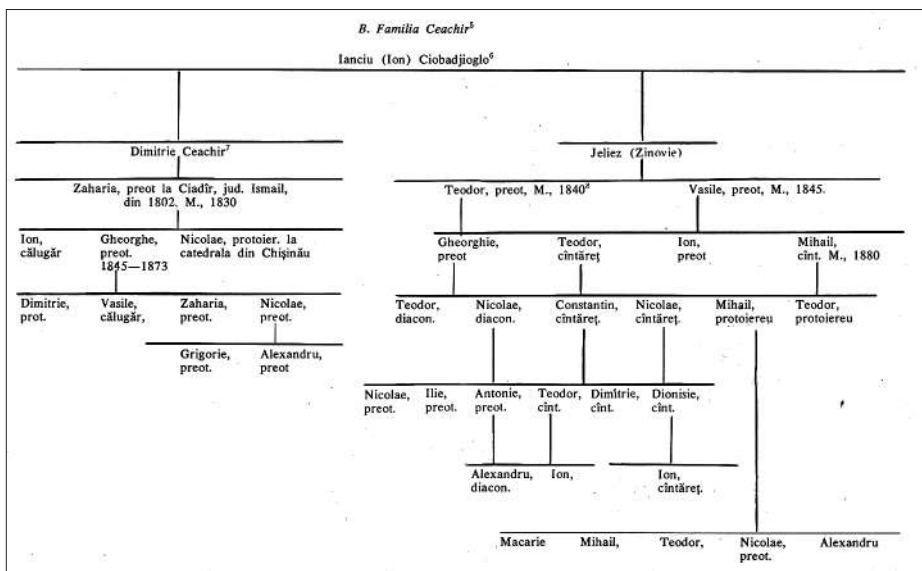 B. Familia Ceachir⁵
Ianciu (Ion) Ciobadjioglo⁶
Dimitrie Ceachir⁷
Jeliez (Zinovie)
Zaharia, preot la Ciadîr, jud. Ismail,
din 1802. M., 1830
Teodor, preot, M., 1840⁸
Vasile, preot, M., 1845.
Ion,
călugăr
Gheorghe,
preot.
1845—1873
Nicolae, protoier. la
catedrala din Chişinău
Gheorghie,
preot
Teodor,
cîntăreţ
Ion,
preot
Mihail,
cînt. M., 1880
Dimitrie,
prot.
Vasile,
călugăr,
Zaharia,
preot.
Nicolae,
preot.
Teodor,
diacon.
Nicolae,
diacon.
Constantin,
cîntăreţ.
Nicolae,
cîntăreţ.
Mihail,
protoiereu
Teodor,
protoiereu
Grigorie,
preot.
Alexandru,
preot
Nicolae,
preot.
Ilie,
preot.
Antonie,
preot.
Teodor,
cînt.
Dimitrie,
cînt.
Dionisie,
cînt.
Alexandru,
diacon.
Ion,
Ion,
cîntăreţ.
Macarie
Mihail,
Teodor,
Nicolae,
preot.
Alexandru